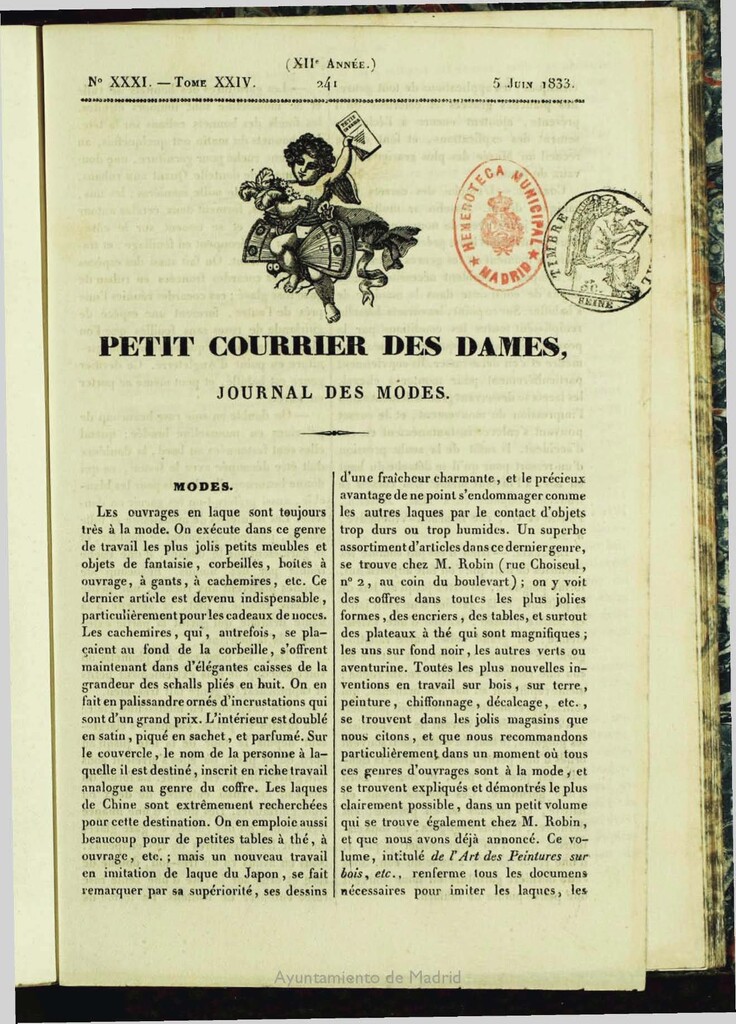 (XIIe ANNÉE.)
No XXXI. — TOME XXIV. 241 5 JUIN 1833.
PETIT
HEMEROTECA MUNICIPAL
MADRID
TIMBRE
SEINE
PETIT COURRIER DES DAMES,
JOURNAL DES MODES.
MODES.
LES ouvrages en laque sont toujours
très à la mode. On exécute dans ce genre
de travail les plus jolis petits meubles et
objets de fantaisie, corbeilles, boîtes à
ouvrage, à gants, à cachemires, etc. Ce
dernier article est devenu indispensable,
particulièrement pour les cadeaux de noces.
Les cachemires, qui, autrefois, se pla-
çaient au fond de la corbeille, s'offrent
maintenant dans d'élégantes caisses de la
grandeur des schalls pliés en huit. On en
fait en palissandre ornés d'incrustations qui
sont d'un grand prix. L'intérieur est doublé
en satin, piqué en sachet, et parfumé. Sur
le couvercle, le nom de la personne à la-
quelle il est destiné, inscrit en riche travail
analogue au genre du coffre. Les laques
de Chine sont extrêmement recherchées
pour cette destination. On en emploie aussi
beaucoup pour de petites tables à thé, à
ouvrage, etc.; mais un nouveau travail
en imitation de laque du Japon, se fait
remarquer par sa supériorité, ses dessins
d'une fraîcheur charmante, et le précieux
avantage de ne point s'endommager comme
les autres laques par le contact d'objets
trop durs ou trop humides. Un superbe
assortiment d'articles dans ce dernier genre,
se trouve chez M. Robin (rue Choiseul,
no 2, au coin du boulevart); on y voit
des coffres dans toutes les plus jolies
formes, des encriers, des tables, et surtout
des plateaux à thé qui sont magnifiques;
les uns sur fond noir, les autres verts ou
aventurine. Toutes les plus nouvelles in-
ventions en travail sur bois, sur terre,
peinture, chiffonnage, décalcage, etc.,
se trouvent dans les jolis magasins que
nous citons, et que nous recommandons
particulièrement dans un moment où tous
ces genres d'ouvrages sont à la mode, et
se trouvent expliqués et démontrés le plus
clairement possible, dans un petit volume
qui se trouve également chez M. Robin,
et que nous avons déjà annoncé. Ce vo-
lume, intitulé de l'Art des Peintures sur
bois, etc., renferme tous les documens
nécessaires pour imiter les laques, les
Ayuntamiento de Madrid